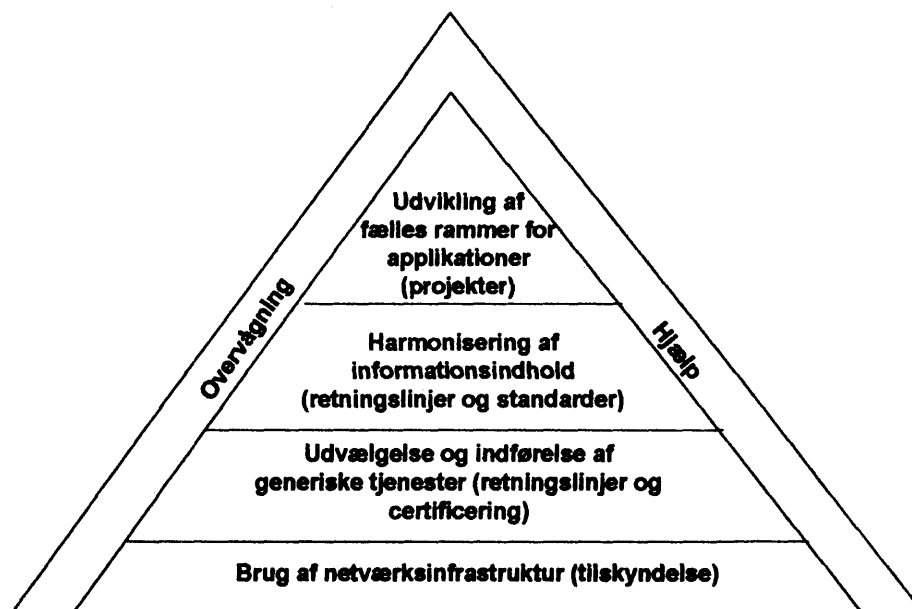 Udvikling af
fælles rammer for
applikationer
(projekter)
Overvågning
Hjælp
Harmonisering af
informationsindhold
(retningslinjer og standarder)
Udvælgelse og indførelse af
generiske tjenester (retningslinjer og
certificering)
Brug af netværksinfrastruktur (tilskyndelse)